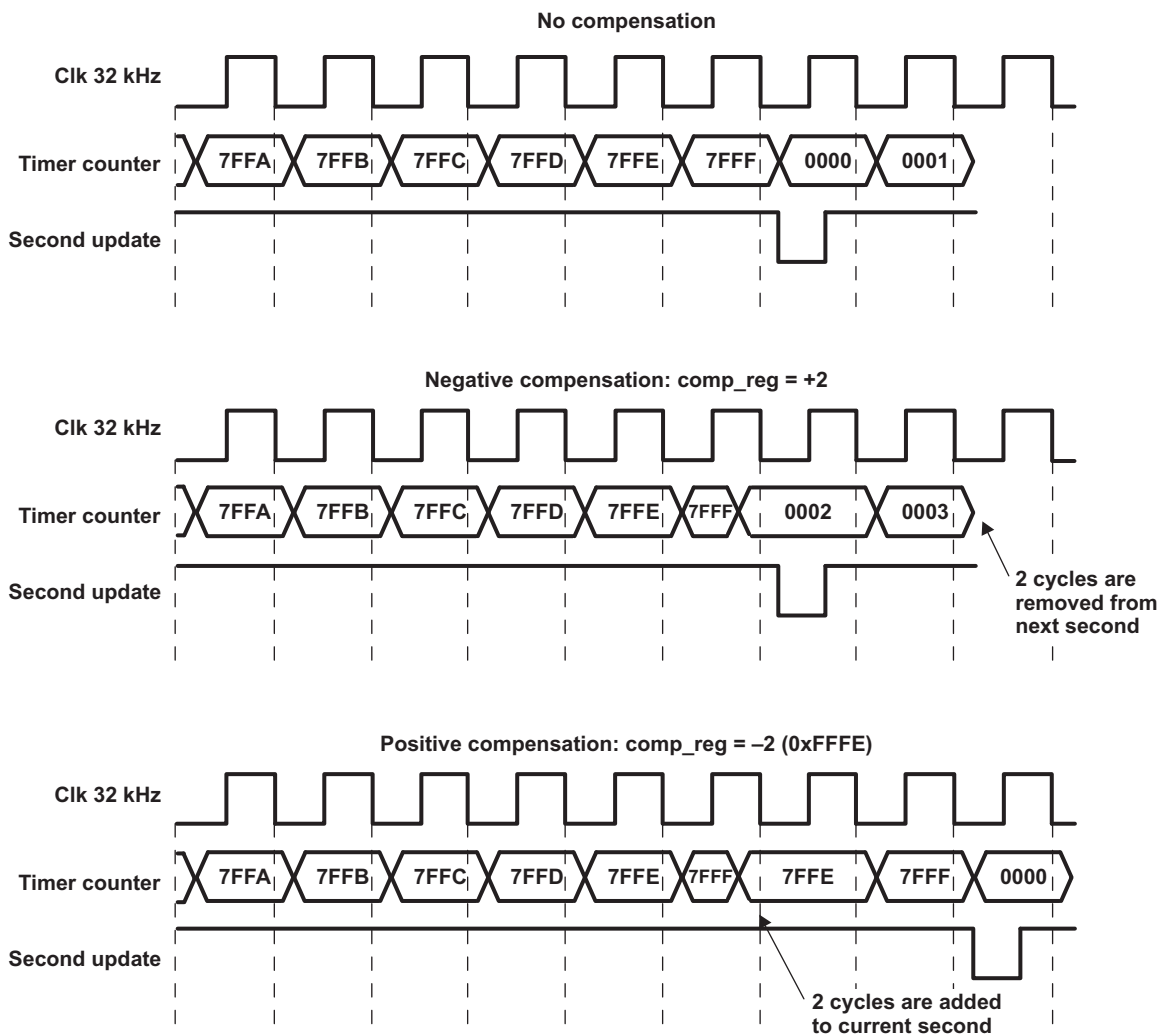 No compensation
Clk 32 kHz
Timer counter 7FFA 7FFB 7FFC 7FFD 7FFE 7FFF 0000 0001
Second update
Negative compensation: comp_reg = +2
Clk 32 kHz
Timer counter 7FFA 7FFB 7FFC 7FFD 7FFE 7FFF 0002 0003
Second update
2 cycles are
removed from
next second
Positive compensation: comp_reg = –2 (0xFFFE)
Clk 32 kHz
Timer counter 7FFA 7FFB 7FFC 7FFD 7FFE 7FFF 7FFE 7FFF 0000
Second update
2 cycles are added
to current second